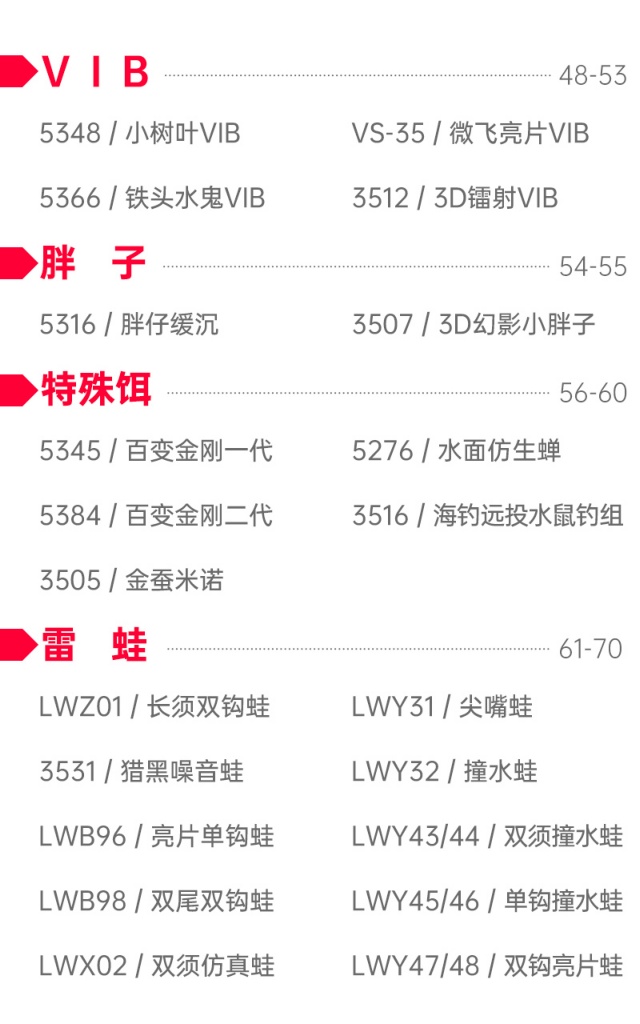 VIB 48-53
5348 / 小树叶VIB VS-35 / 微飞亮片VIB
5366 / 铁头水鬼VIB 3512 / 3D镭射VIB
胖 子 54-55
5316 / 胖仔缓沉 3507 / 3D幻影小胖子
特殊饵 56-60
5345 / 百变金刚一代 5276 / 水面仿生蝉
5384 / 百变金刚二代 3516 / 海钓远投水鼠钓组
3505 / 金蚕米诺
雷 蛙 61-70
LWZ01 / 长须双钩蛙 LWY31 / 尖嘴蛙
3531 / 猎黑噪音蛙 LWY32 / 撞水蛙
LWB96 / 亮片单钩蛙 LWY43/44 / 双须撞水蛙
LWB98 / 双尾双钩蛙 LWY45/46 / 单钩撞水蛙
LWX02 / 双须仿真蛙 LWY47/48 / 双钩亮片蛙